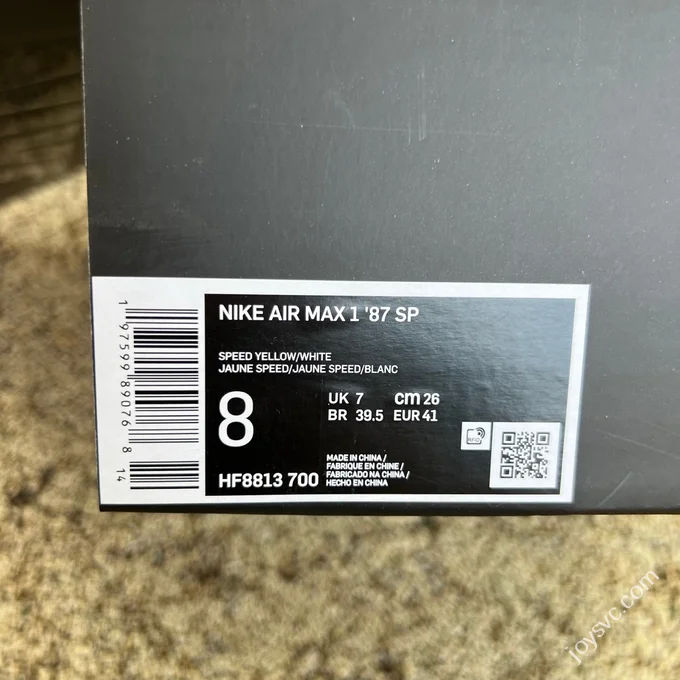 NIKE AIR MAX 1 '87 SP
SPEED YELLOW/WHITE
JAUNE SPEED/JAUNE SPEED/BLANC
8
UK 7 cm 26
BR 39.5 EUR 41
HF8813 700
MADE IN CHINA /
FABRIQUE EN CHINE /
FABRICADO NA CHINA /
HECHO EN CHINA
RFID
1 97599 89076 8 14
joysvc.com